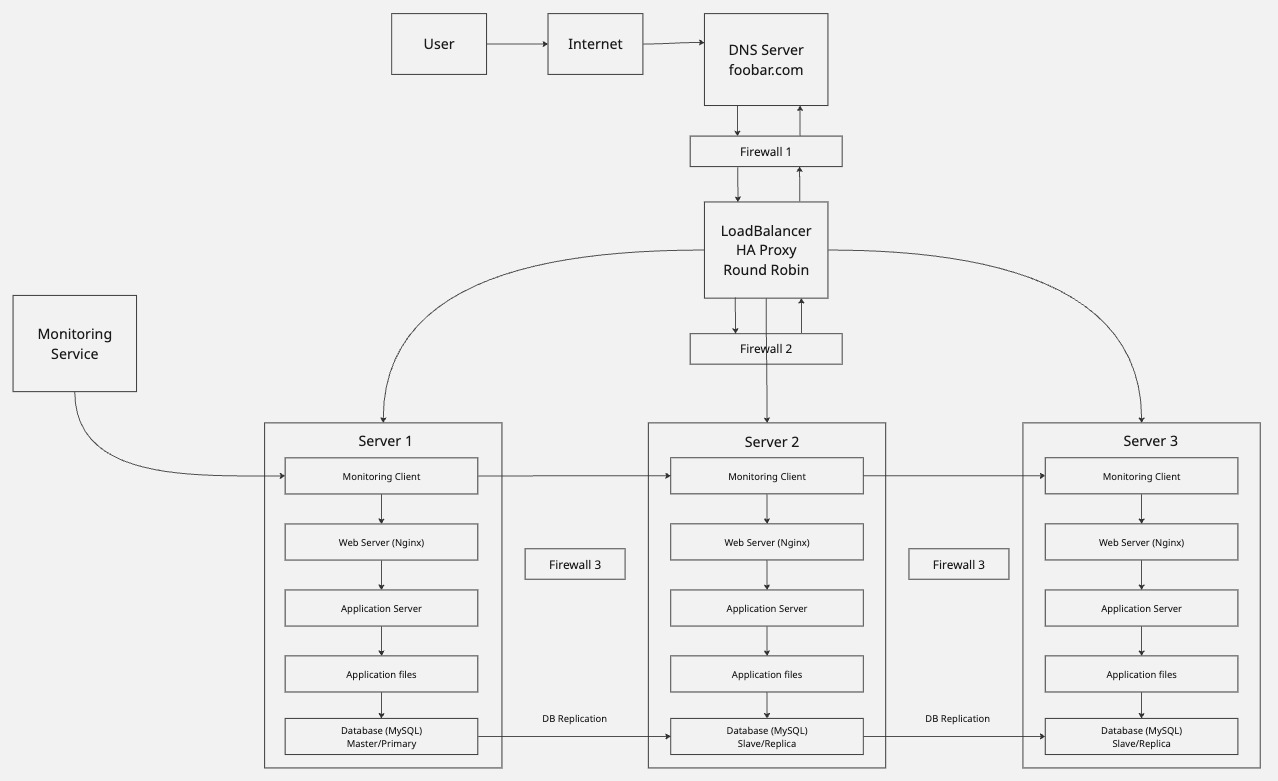 User
Internet
DNS Server
foobar.com
Firewall 1
LoadBalancer
HA Proxy
Round Robin
Monitoring
Service
Firewall 2
Server 1
Server 2
Server 3
Monitoring Client
Monitoring Client
Monitoring Client
Web Server (Nginx)
Web Server (Nginx)
Web Server (Nginx)
Firewall 3
Firewall 3
Application Server
Application Server
Application Server
Application files
Application files
Application files
DB Replication
DB Replication
Database (MySQL)
Master/Primary
Database (MySQL)
Slave/Replica
Database (MySQL)
Slave/Replica